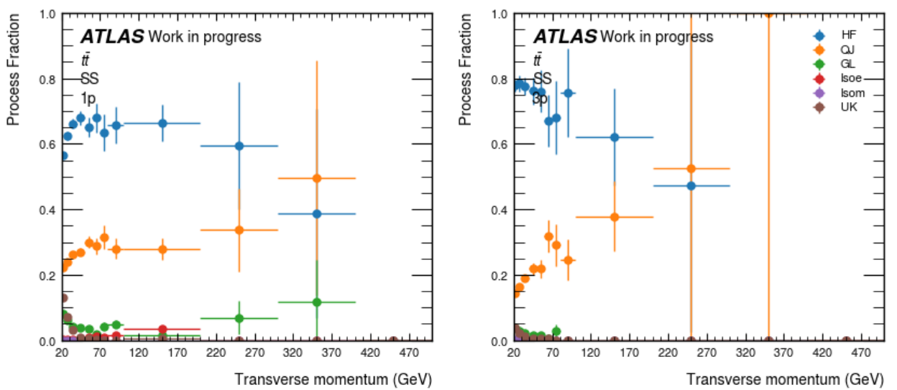 Process Fraction
1.0
0.8
0.6
0.4
0.2
0.0
ATLAS Work in progress
tt̄
SS
1p
20 70 120 170 220 270 320 370 420 470
Transverse momentum (GeV)
Process Fraction
1.0
0.8
0.6
0.4
0.2
0.0
ATLAS Work in progress
tt̄
SS
3p
HF
QJ
GL
Isoe
Isom
UK
20 70 120 170 220 270 320 370 420 470
Transverse momentum (GeV)